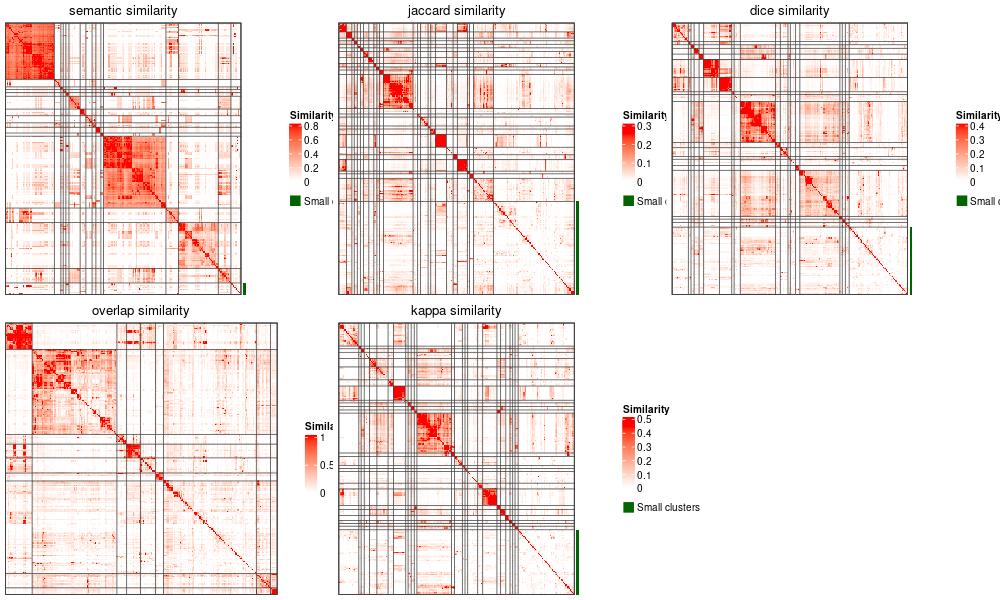 semantic similarity
Similarity
0.8
0.6
0.4
0.2
0
Small
jaccard similarity
Similarity
0.3
0.2
0.1
0
Small
dice similarity
Similarity
0.4
0.3
0.2
0.1
0
Small
overlap similarity
1
0.5
0
kappa similarity
Similarity
0.5
0.4
0.3
0.2
0.1
0
Small clusters